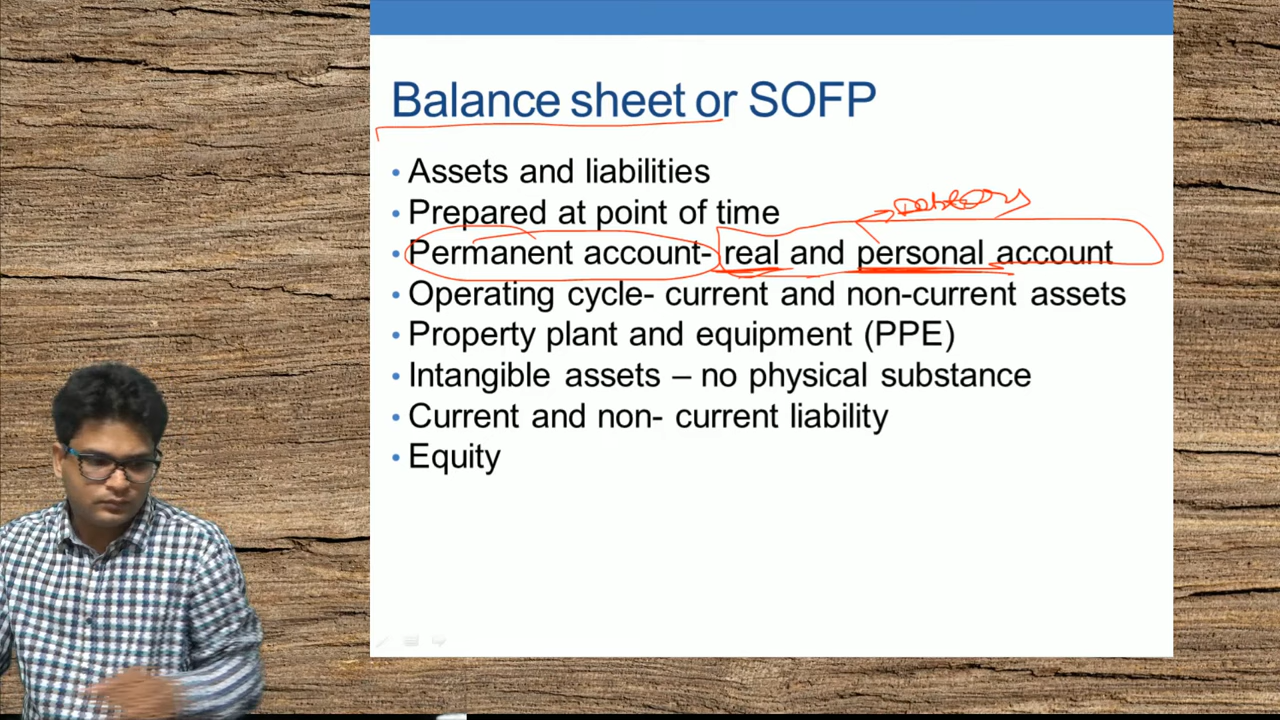 Balance sheet or SOFP
• Assets and liabilities
• Prepared at point of time
Debtors
• Permanent account- real and personal account
• Operating cycle- current and non-current assets
• Property plant and equipment (PPE)
• Intangible assets – no physical substance
• Current and non- current liability
• Equity